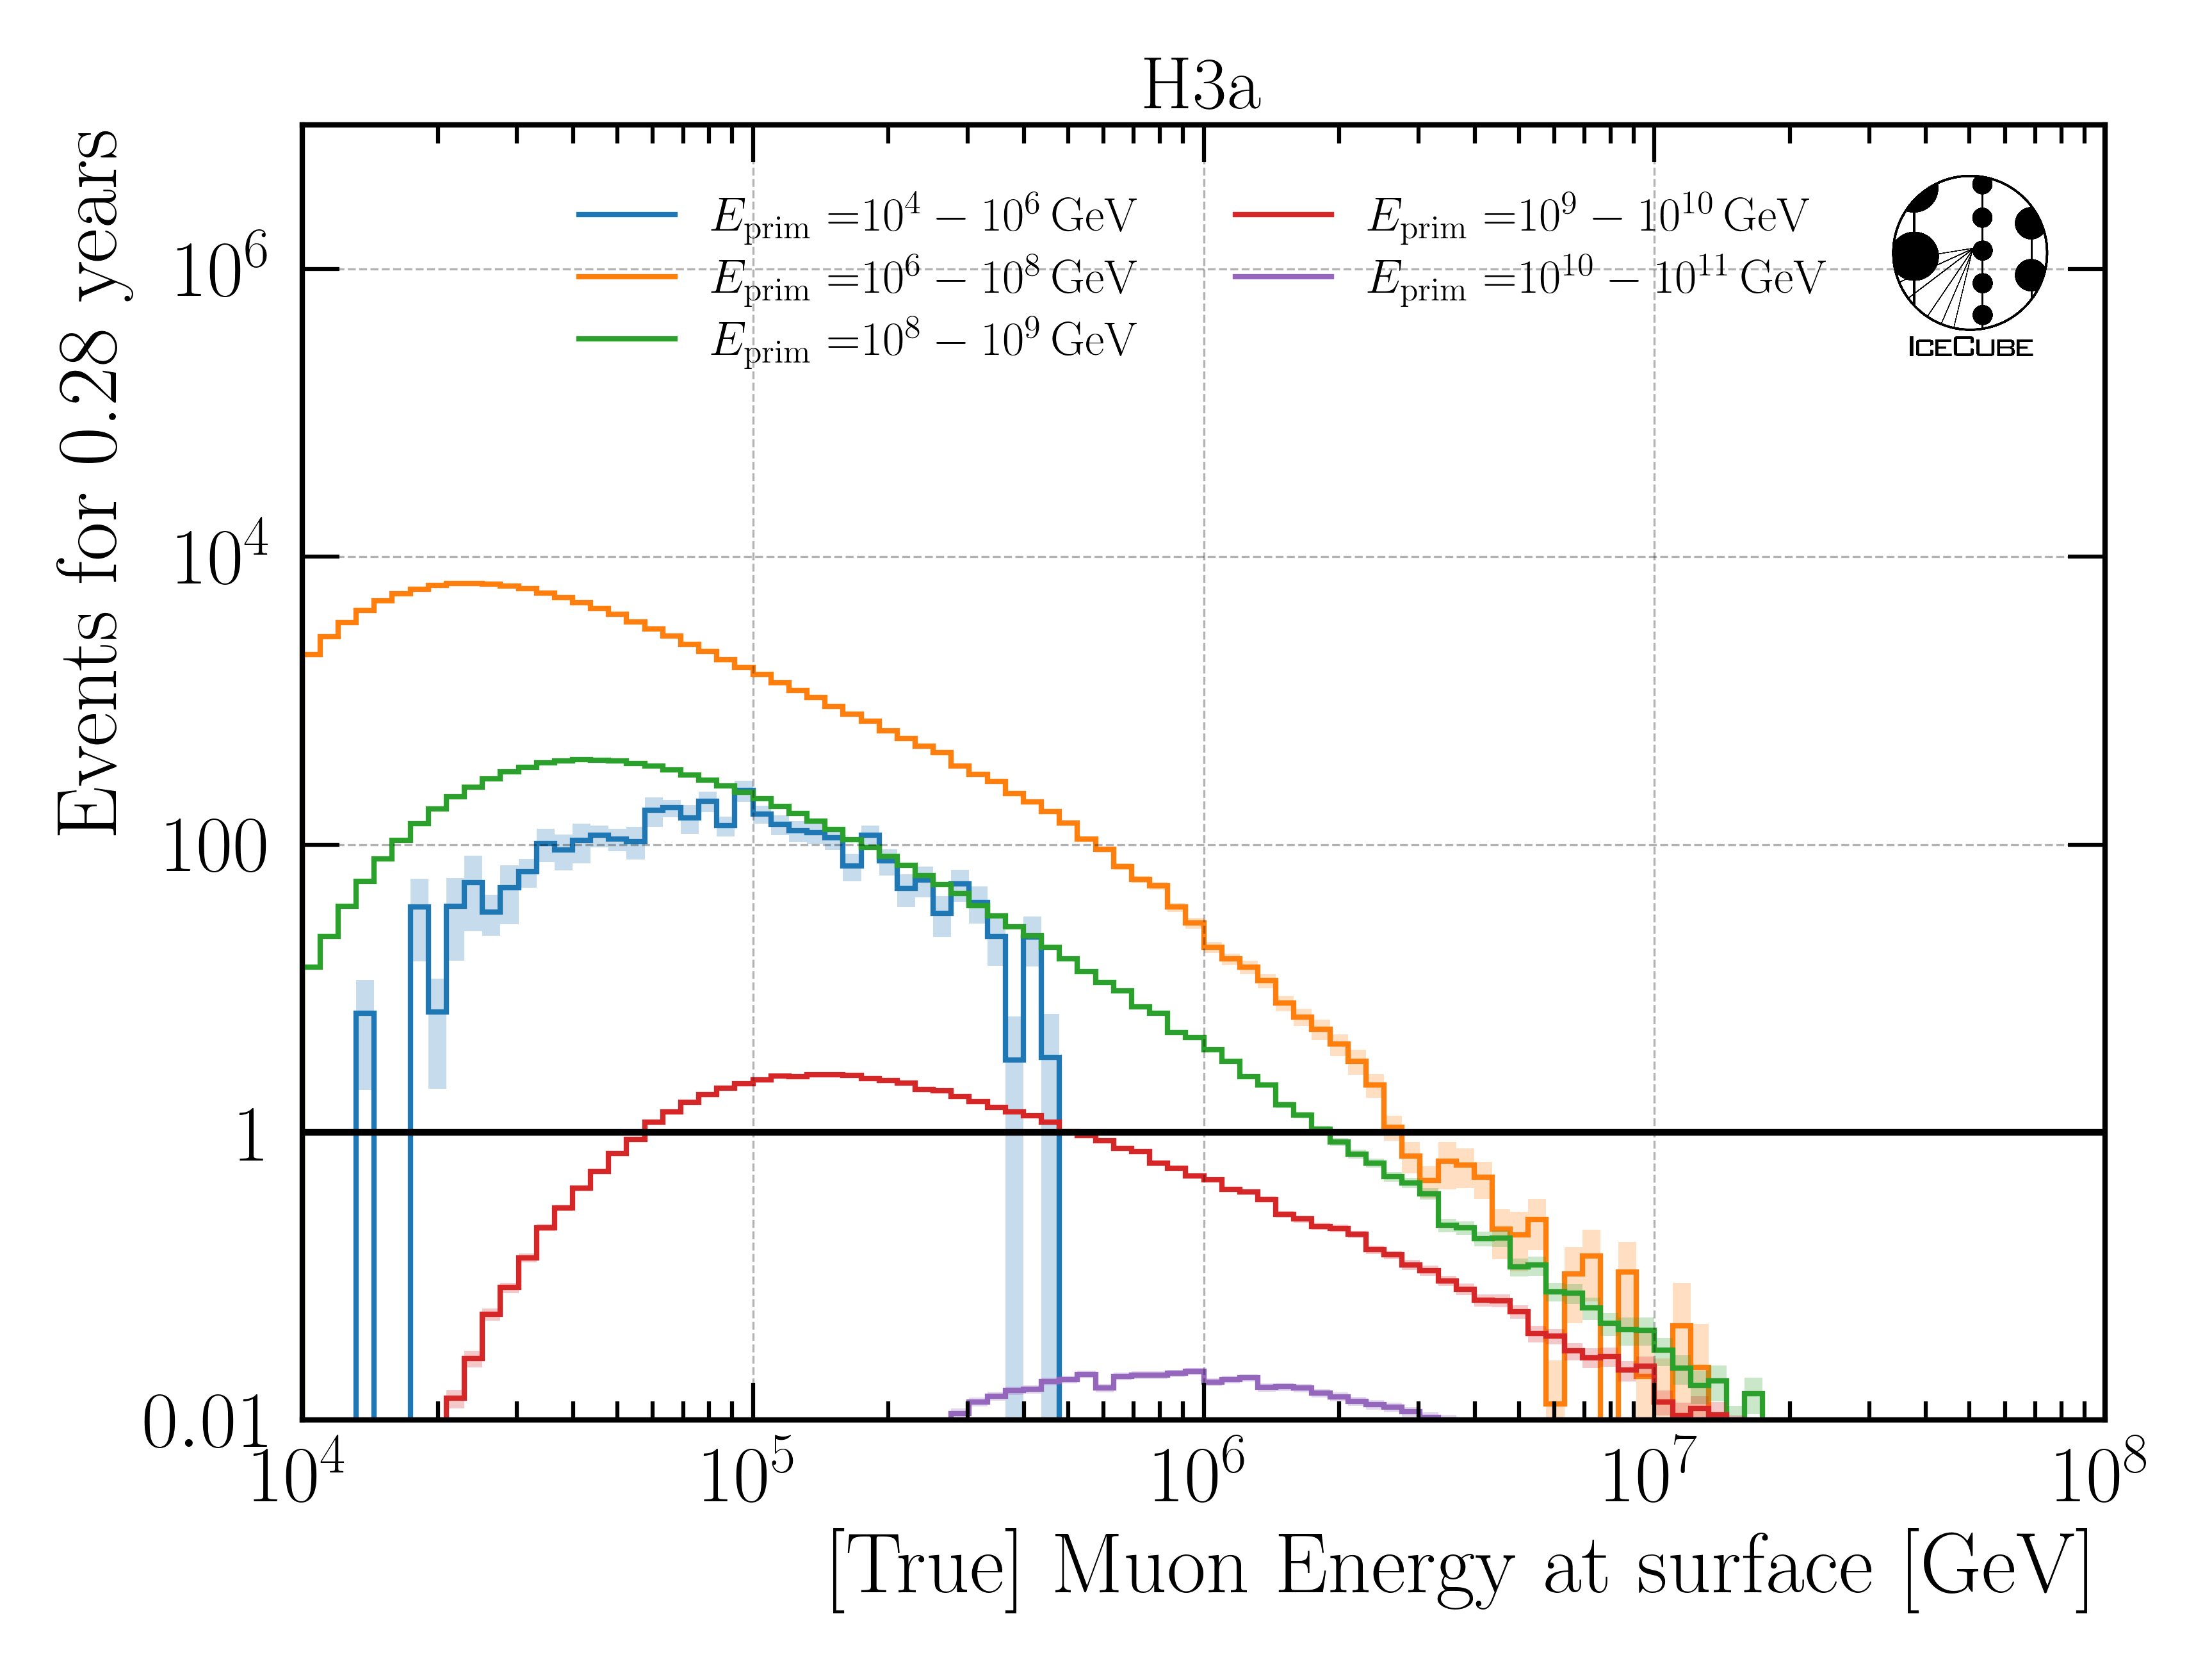 H3a
E_prim =10^4 − 10^6 GeV
E_prim =10^6 − 10^8 GeV
E_prim =10^8 − 10^9 GeV
E_prim =10^9 − 10^10 GeV
E_prim =10^10 − 10^11 GeV
ICECUBE
Events for 0.28 years
10^6
10^4
100
1
0.01
10^4 10^5 10^6 10^7 10^8
[True] Muon Energy at surface [GeV]